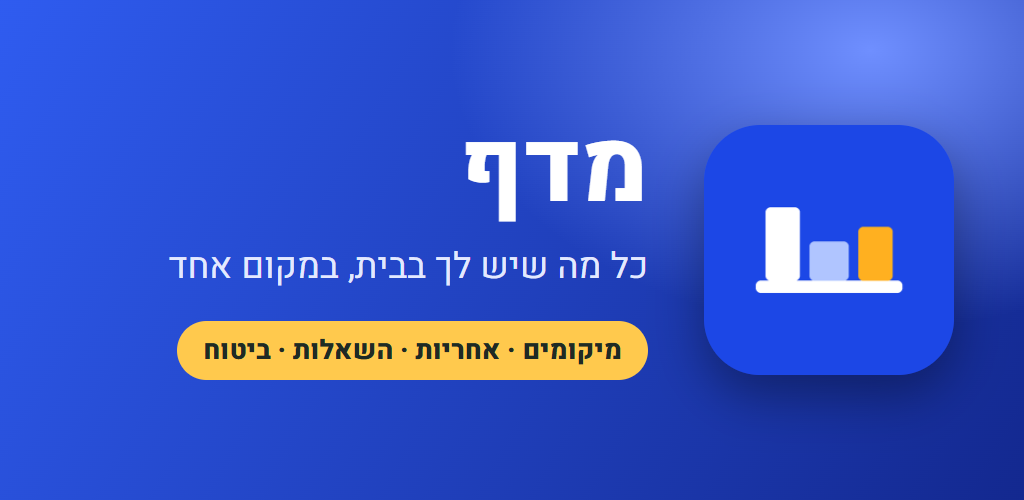 מדף
כל מה שיש לך בבית, במקום אחד
מיקומים · אחריות · השאלות · ביטוח